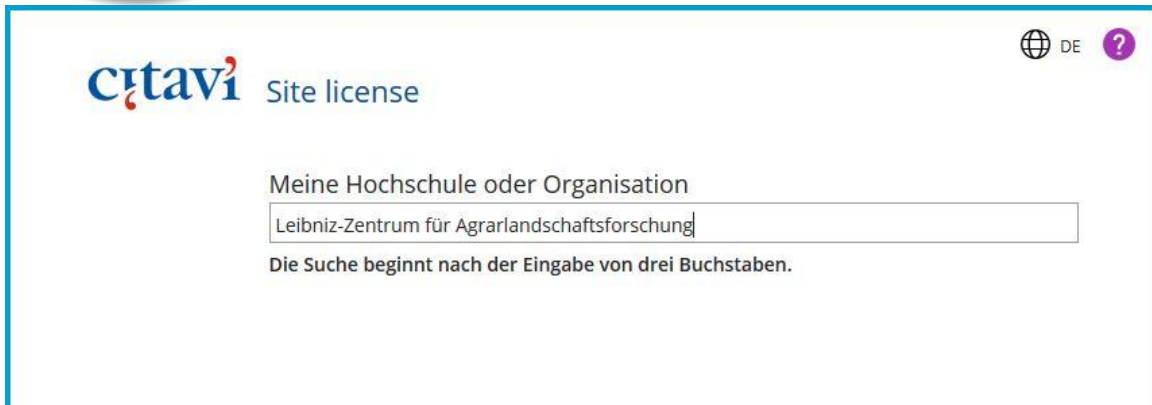 DE ?
citavi Site license
Meine Hochschule oder Organisation
Leibniz-Zentrum für Agrarlandschaftsforschung
Die Suche beginnt nach der Eingabe von drei Buchstaben.